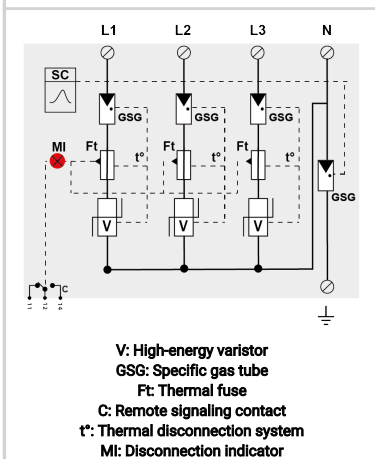 L1 L2 L3 N
SC
GSG GSG GSG
MI Ft t° Ft t° Ft t°
GSG
V V V
C
11 12 14
V: High-energy varistor
GSG: Specific gas tube
Ft: Thermal fuse
C: Remote signaling contact
t°: Thermal disconnection system
MI: Disconnection indicator